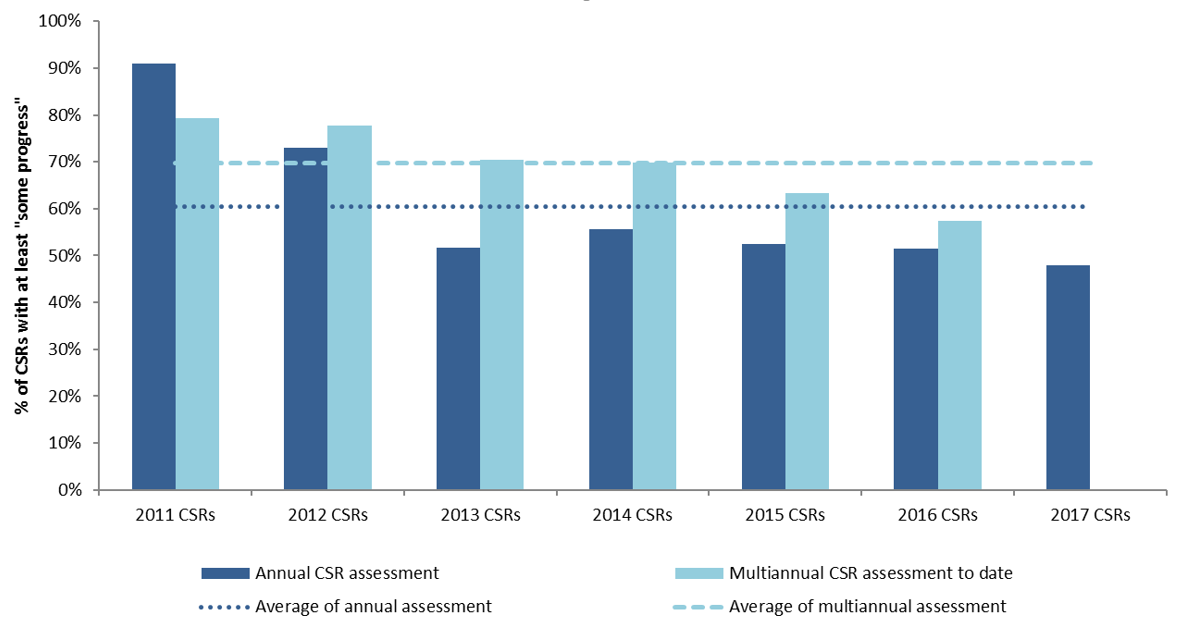 100%
90%
80%
70%
60%
50%
40%
30%
20%
10%
0%
% of CSRs with at least "some progress"
2011 CSRs 2012 CSRs 2013 CSRs 2014 CSRs 2015 CSRs 2016 CSRs 2017 CSRs
Annual CSR assessment Multiannual CSR assessment to date
Average of annual assessment Average of multiannual assessment